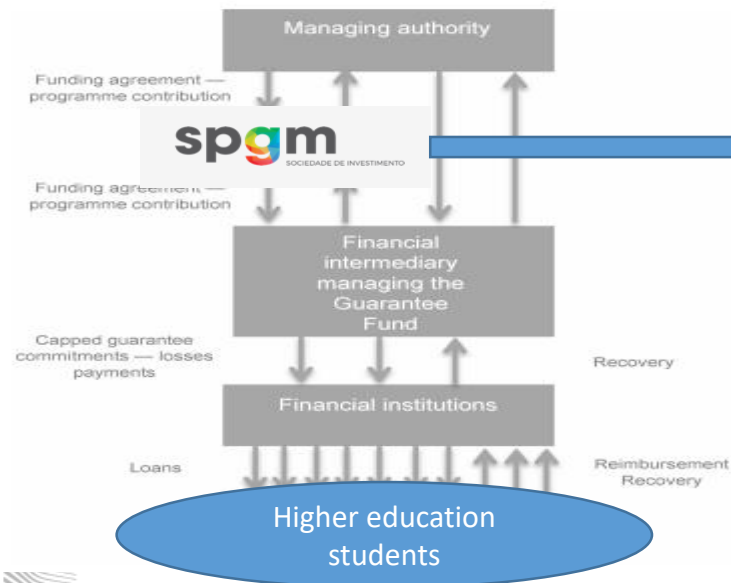 Managing authority
Funding agreement —
programme contribution
spgm
SOCIEDADE DE INVESTIMENTO
Funding agreement —
programme contribution
Financial
intermediary
managing the
Guarantee
Fund
Capped guarantee
commitments — losses
payments
Recovery
Financial institutions
Loans
Reimbursement
Recovery
Higher education
students